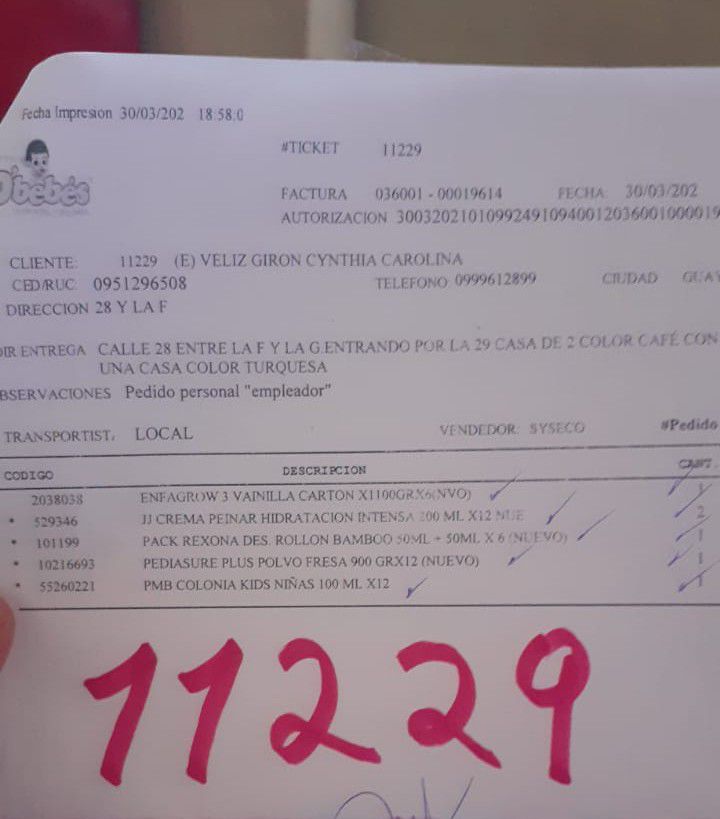 Fecha Impresion 30/03/202 18:58:0
#TICKET 11229
D'bebés
FACTURA 036001 - 00019614 FECHA: 30/03/202
AUTORIZACION 300320210109924910940012036001000019
CLIENTE: 11229 (E) VELIZ GIRON CYNTHIA CAROLINA
CED/RUC: 0951296508 TELEFONO: 0999612899 CIUDAD GUAY
DIRECCION 28 Y LA F
DIR.ENTREGA CALLE 28 ENTRE LA F Y LA G.ENTRANDO POR LA 29 CASA DE 2 COLOR CAFÉ CON
UNA CASA COLOR TURQUESA
BSERVACIONES Pedido personal "empleador"
TRANSPORTIST. LOCAL VENDEDOR: SYSECO #Pedido
CODIGO DESCRIPCION CANT.
2038038 ENFAGROW 3 VAINILLA CARTON X1100GRX6(NVO) 1
* 529346 JJ CREMA PEINAR HIDRATACION INTENSA 200 ML X12 NUE 2
* 101199 PACK REXONA DES. ROLLON BAMBOO 50ML + 50ML X 6 (NUEVO) 1
* 10216693 PEDIASURE PLUS POLVO FRESA 900 GRX12 (NUEVO) 1
* 55260221 PMB COLONIA KIDS NIÑAS 100 ML X12 1
11229